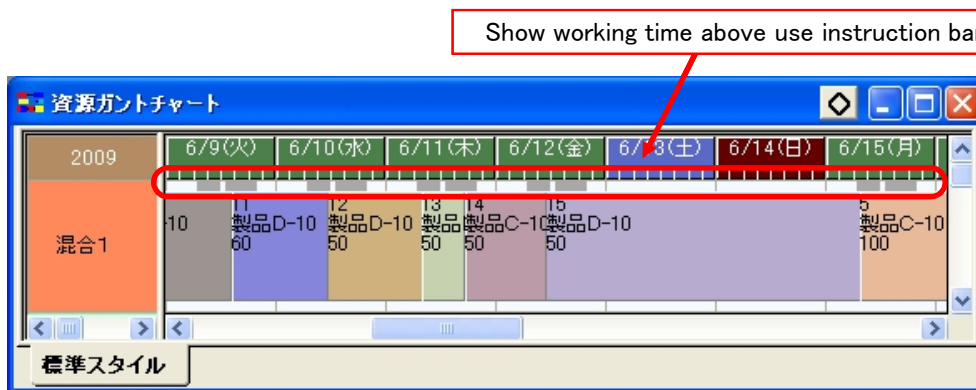 Show working time above use instruction bar
資源ガントチャート
2009
6/9(火) 6/10(水) 6/11(木) 6/12(金) 6/13(土) 6/14(日) 6/15(月)
11 12 13 14 15 5
-10 製品D-10 製品D-10 製品 製品C-10 製品D-10 製品C-10
60 50 50 50 50 100
混合1
標準スタイル